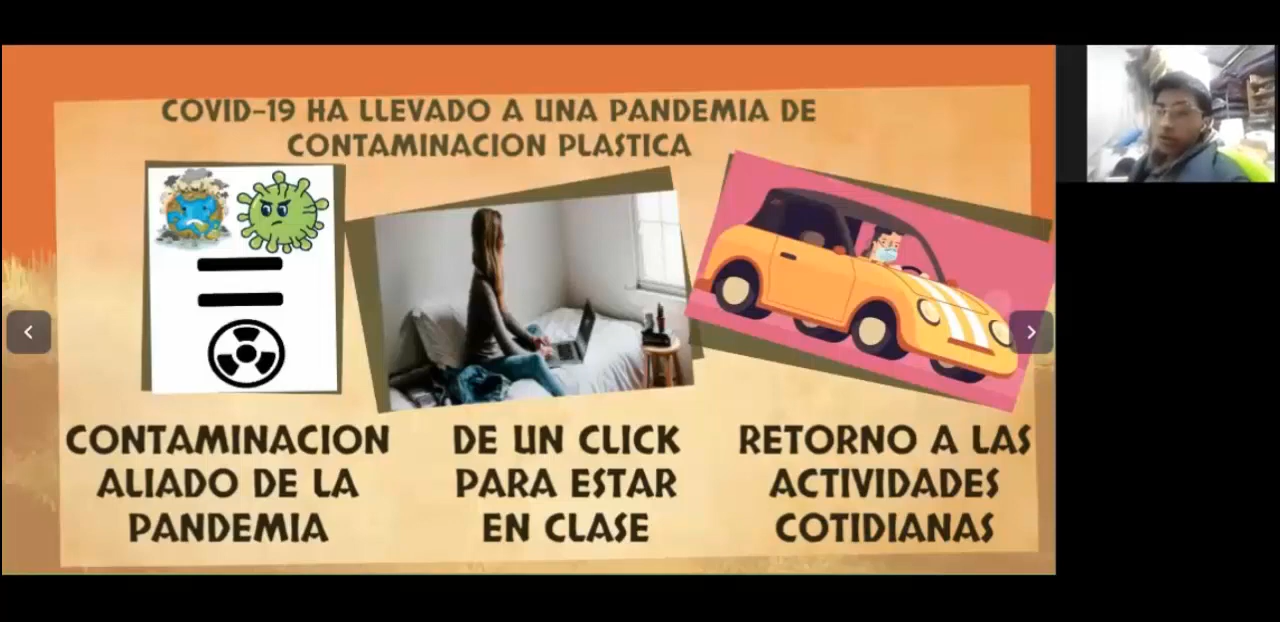 COVID-19 HA LLEVADO A UNA PANDEMIA DE
CONTAMINACION PLASTICA
CONTAMINACION
ALIADO DE LA
PANDEMIA
DE UN CLICK
PARA ESTAR
EN CLASE
RETORNO A LAS
ACTIVIDADES
COTIDIANAS